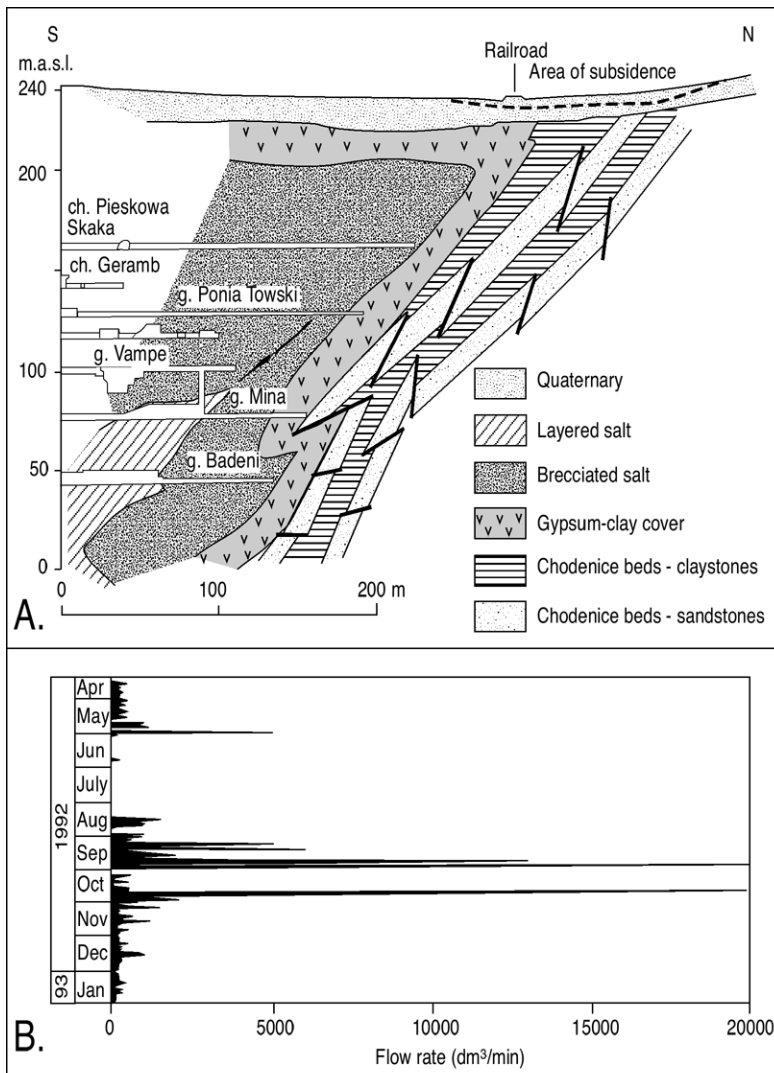 S
N
m.a.s.l.
Railroad
Area of subsidence
240
200
ch. Pieskowa
Skaka
ch. Geramb
g. Ponia Towski
100
g. Vampe
g. Mina
50
g. Badeni
0
0 100 200 m
Quaternary
Layered salt
Brecciated salt
Gypsum-clay cover
Chodenice beds - claystones
Chodenice beds - sandstones
A.
1992
Apr
May
Jun
July
Aug
Sep
Oct
Nov
Dec
93
Jan
0 5000 10000 15000 20000
Flow rate (dm³/min)
B.